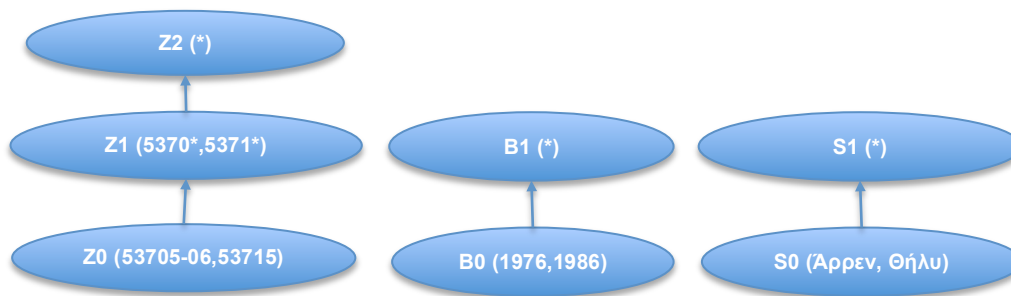 Z2 (*)
Z1 (5370*,5371*)
B1 (*)
S1 (*)
Z0 (53705-06,53715)
B0 (1976,1986)
S0 (Άρρεν, Θήλυ)